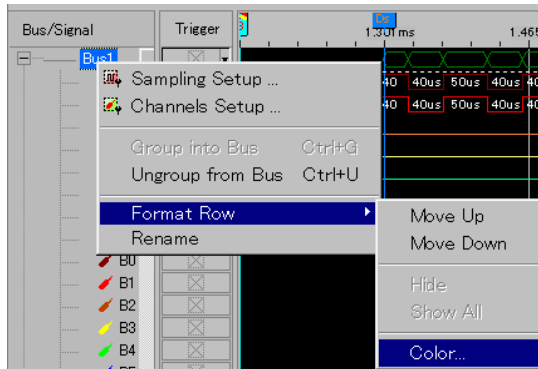 Bus/Signal Trigger
Ds
1.301ms 1.465
Bus1
Sampling Setup ...
40 40us 50us 40us 40
Channels Setup ...
40 40us 50us 40us 40
Group into Bus Ctrl+G
Ungroup from Bus Ctrl+U
Format Row
Move Up
Rename
Move Down
B0
B1
Hide
B2
Show All
B3
B4
Color...